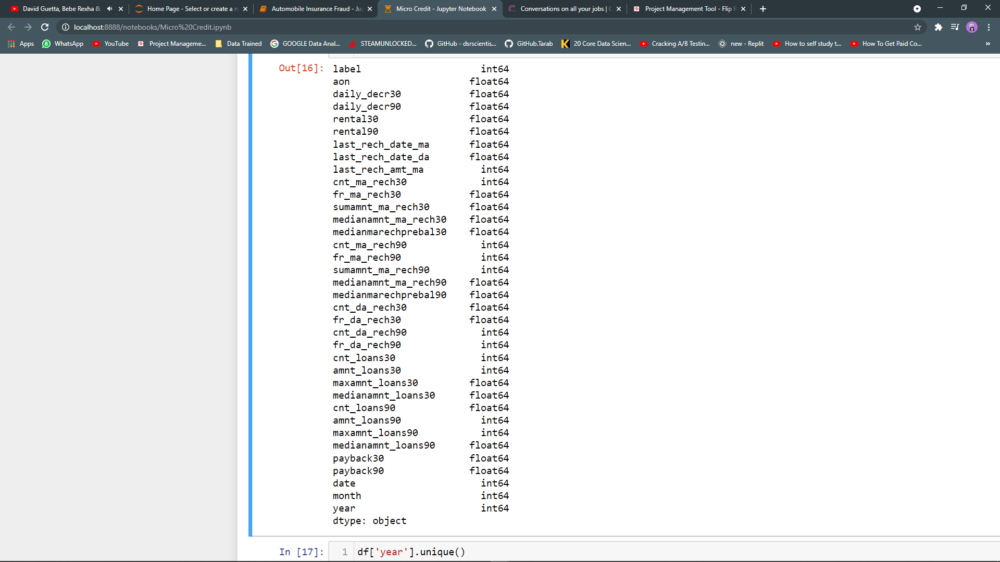 David Guetta, Bebe Rexha &
Home Page - Select or create a n
Automobile Insurance Fraud - Ju
Micro Credit - Jupyter Notebook
Conversations on all your jobs |
Project Management Tool - Flip R
localhost:8888/notebooks/Micro%20Credit.ipynb
Apps
WhatsApp
YouTube
Project Manageme...
Data Trained
GOOGLE Data Anal...
STEAMUNLOCKED...
GitHub - dsrscientis...
GitHub.Tarab
20 Core Data Scien...
Cracking A/B Testin...
new - Replit
How to self study t...
How To Get Paid Co...
»
Out[16]: label int64
aon float64
daily_decr30 float64
daily_decr90 float64
rental30 float64
rental90 float64
last_rech_date_ma float64
last_rech_date_da float64
last_rech_amt_ma int64
cnt_ma_rech30 int64
fr_ma_rech30 float64
sumamnt_ma_rech30 float64
medianamnt_ma_rech30 float64
medianmarechprebal30 float64
cnt_ma_rech90 int64
fr_ma_rech90 int64
sumamnt_ma_rech90 int64
medianamnt_ma_rech90 float64
medianmarechprebal90 float64
cnt_da_rech30 float64
fr_da_rech30 float64
cnt_da_rech90 int64
fr_da_rech90 int64
cnt_loans30 int64
amnt_loans30 int64
maxamnt_loans30 float64
medianamnt_loans30 float64
cnt_loans90 float64
amnt_loans90 int64
maxamnt_loans90 int64
medianamnt_loans90 float64
payback30 float64
payback90 float64
date int64
month int64
year int64
dtype: object
In [17]: 1 df['year'].unique()